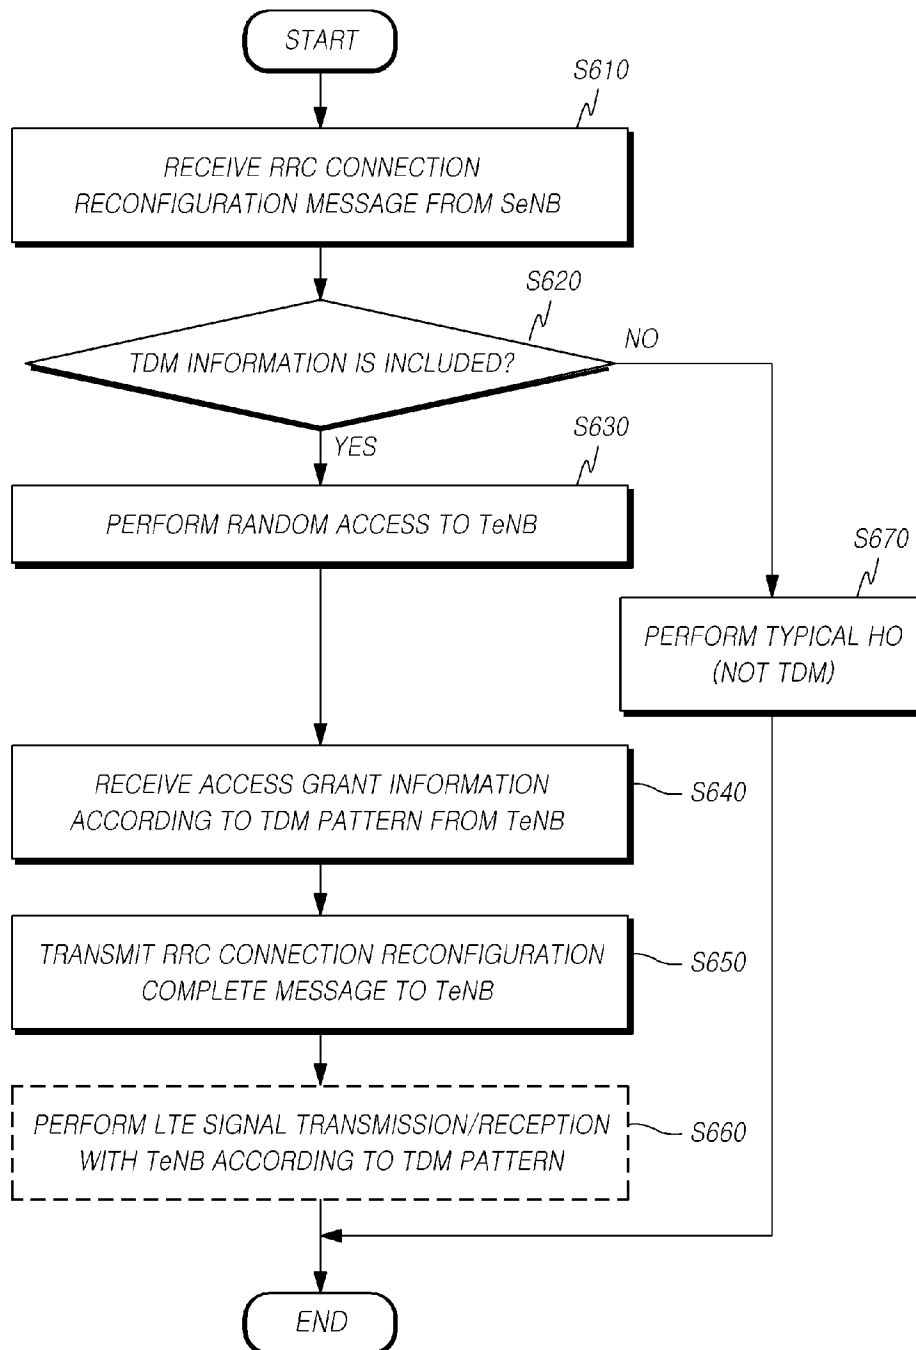 START
S610
RECEIVE RRC CONNECTION
RECONFIGURATION MESSAGE FROM SeNB
S620
TDM INFORMATION IS INCLUDED?
NO
YES
S630
PERFORM RANDOM ACCESS TO TeNB
S670
PERFORM TYPICAL HO
(NOT TDM)
RECEIVE ACCESS GRANT INFORMATION
ACCORDING TO TDM PATTERN FROM TeNB
S640
TRANSMIT RRC CONNECTION RECONFIGURATION
COMPLETE MESSAGE TO TeNB
S650
PERFORM LTE SIGNAL TRANSMISSION/RECEPTION
WITH TeNB ACCORDING TO TDM PATTERN
S660
END